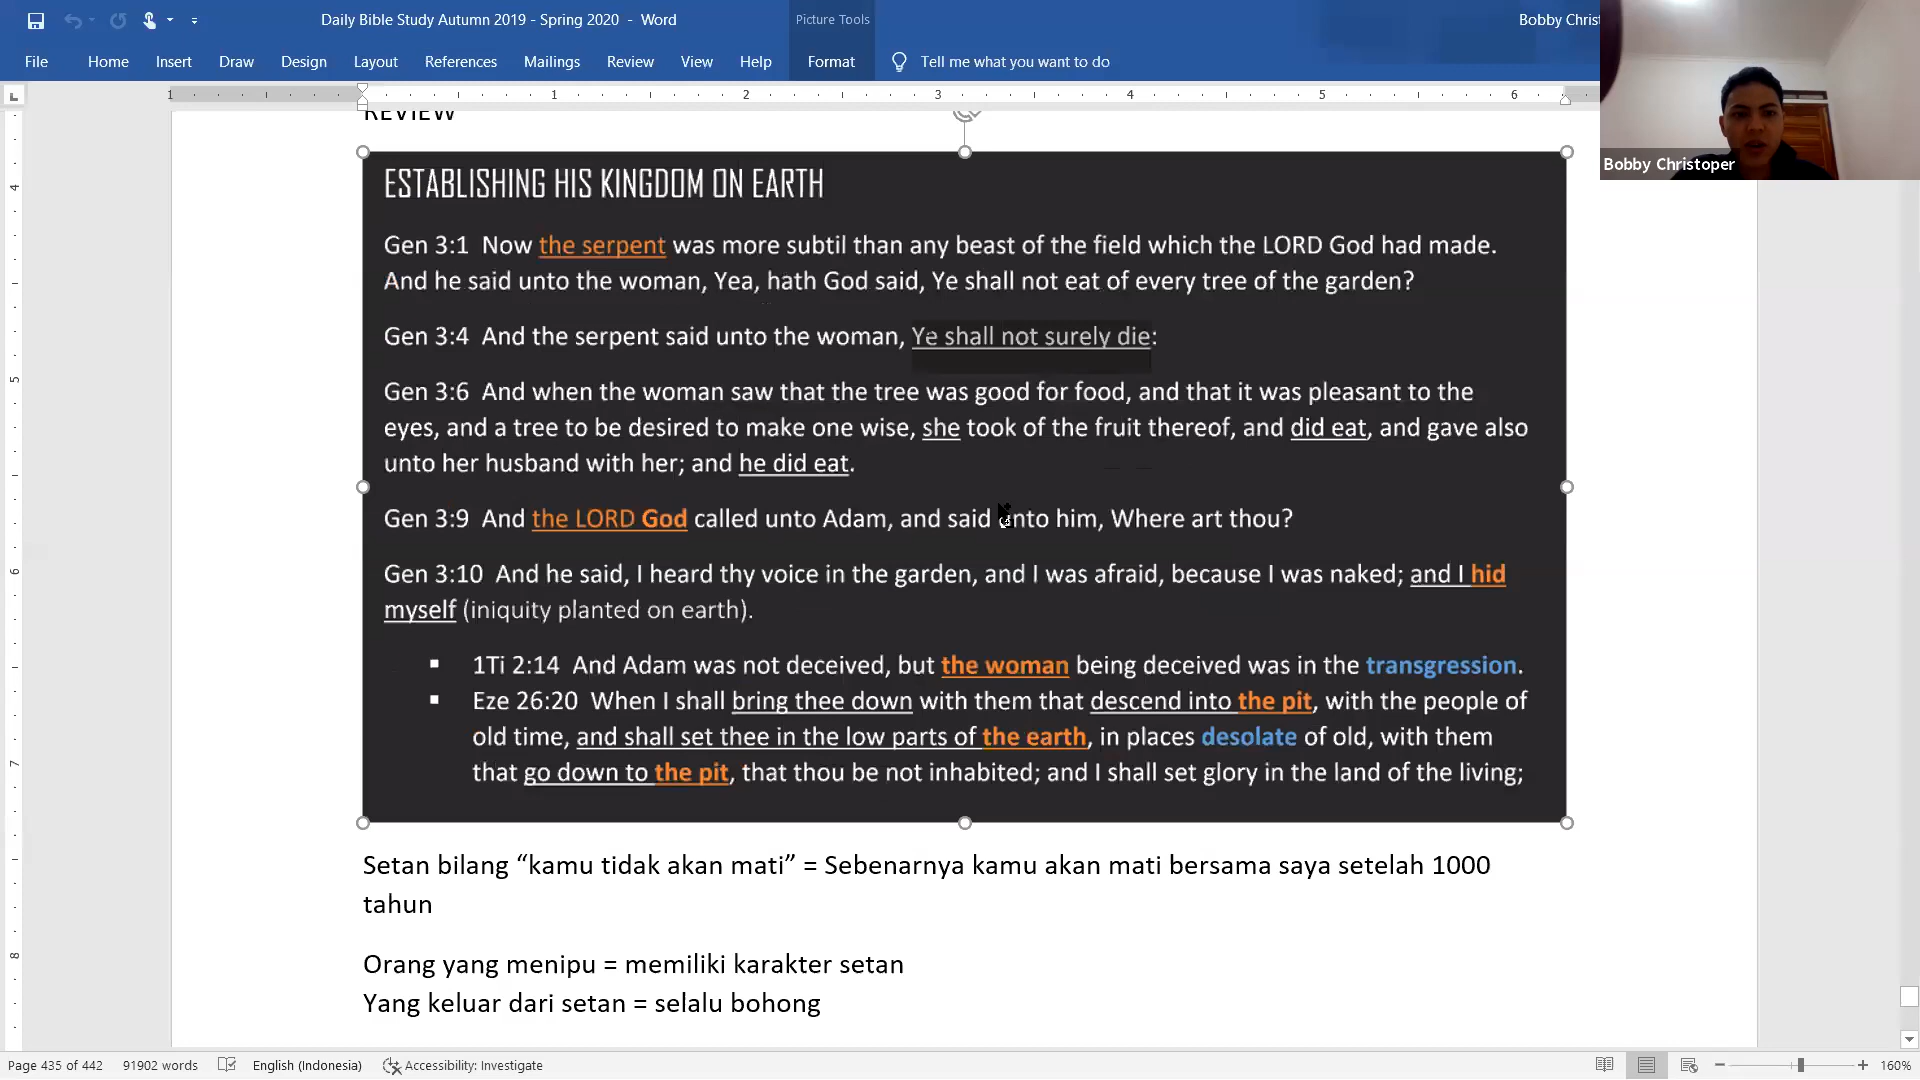 Daily Bible Study Autumn 2019 - Spring 2020 - Word
Picture Tools
Bobby Christ
File Home Insert Draw Design Layout References Mailings Review View Help Format Tell me what you want to do
1 1 2 3 4 5 6
REVIEW
ESTABLISHING HIS KINGDOM ON EARTH
Gen 3:1 Now the serpent was more subtil than any beast of the field which the LORD God had made.
And he said unto the woman, Yea, hath God said, Ye shall not eat of every tree of the garden?
Gen 3:4 And the serpent said unto the woman, Ye shall not surely die:
Gen 3:6 And when the woman saw that the tree was good for food, and that it was pleasant to the
eyes, and a tree to be desired to make one wise, she took of the fruit thereof, and did eat, and gave also
unto her husband with her; and he did eat.
Gen 3:9 And the LORD God called unto Adam, and said unto him, Where art thou?
Gen 3:10 And he said, I heard thy voice in the garden, and I was afraid, because I was naked; and I hid
myself (iniquity planted on earth).
▪ 1Ti 2:14 And Adam was not deceived, but the woman being deceived was in the transgression.
▪ Eze 26:20 When I shall bring thee down with them that descend into the pit, with the people of
old time, and shall set thee in the low parts of the earth, in places desolate of old, with them
that go down to the pit, that thou be not inhabited; and I shall set glory in the land of the living;
Setan bilang “kamu tidak akan mati” = Sebenarnya kamu akan mati bersama saya setelah 1000
tahun
Orang yang menipu = memiliki karakter setan
Yang keluar dari setan = selalu bohong
4
5
6
7
8
Bobby Christoper
Page 435 of 442 91902 words English (Indonesia) Accessibility: Investigate 160%